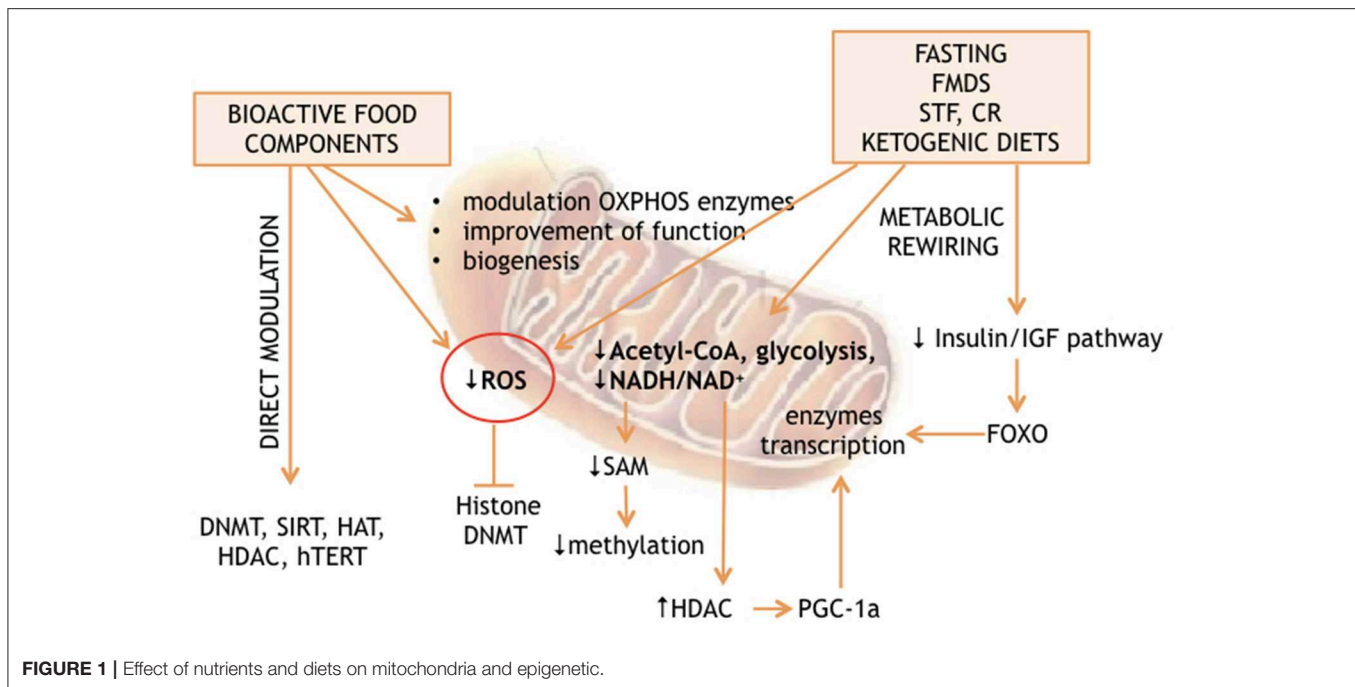 BIOACTIVE FOOD
COMPONENTS
FASTING
FMDS
STF, CR
KETOGENIC DIETS
• modulation OXPHOS enzymes
• improvement of function
• biogenesis
METABOLIC
REWIRING
DIRECT MODULATION
↓ROS
↓Acetyl-CoA, glycolysis,
↓NADH/NAD⁺
↓ Insulin/IGF pathway
enzymes
transcription
FOXO
↓SAM
Histone
DNMT
↓methylation
DNMT, SIRT, HAT,
HDAC, hTERT
↑HDAC
PGC-1a
FIGURE 1 | Effect of nutrients and diets on mitochondria and epigenetic.